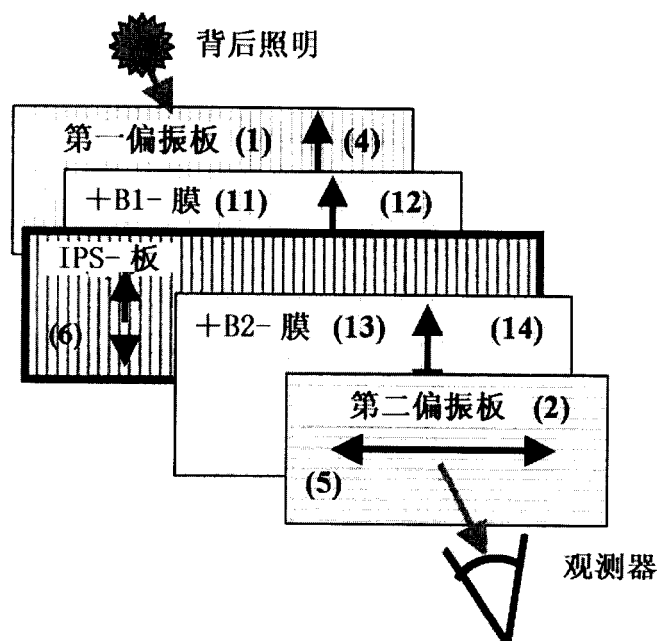 背后照明
第一偏振板 (1) (4)
+B1-膜 (11) (12)
IPS-板
(6)
+B2-膜 (13) (14)
第二偏振板 (2)
(5)
观测器